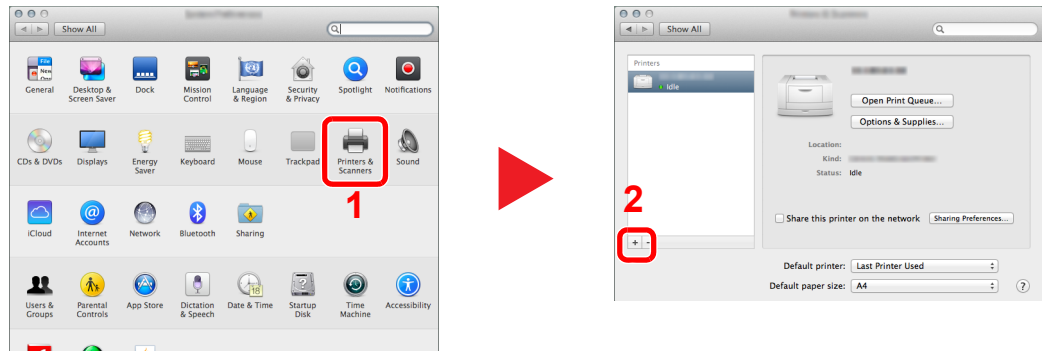 Show All
General
Desktop &
Screen Saver
Dock
Mission
Control
Language
& Region
Security
& Privacy
Spotlight
Notifications
CDs & DVDs
Displays
Energy
Saver
Keyboard
Mouse
Trackpad
Printers &
Scanners
Sound
1
iCloud
Internet
Accounts
Network
Bluetooth
Sharing
Users &
Groups
Parental
Controls
App Store
Dictation
& Speech
Date & Time
Startup
Disk
Time
Machine
Accessibility
Show All
Printers
Idle
Open Print Queue...
Options & Supplies...
Location:
Kind:
Status: Idle
2
Share this printer on the network Sharing Preferences...
+ -
Default printer: Last Printer Used
Default paper size: A4
?